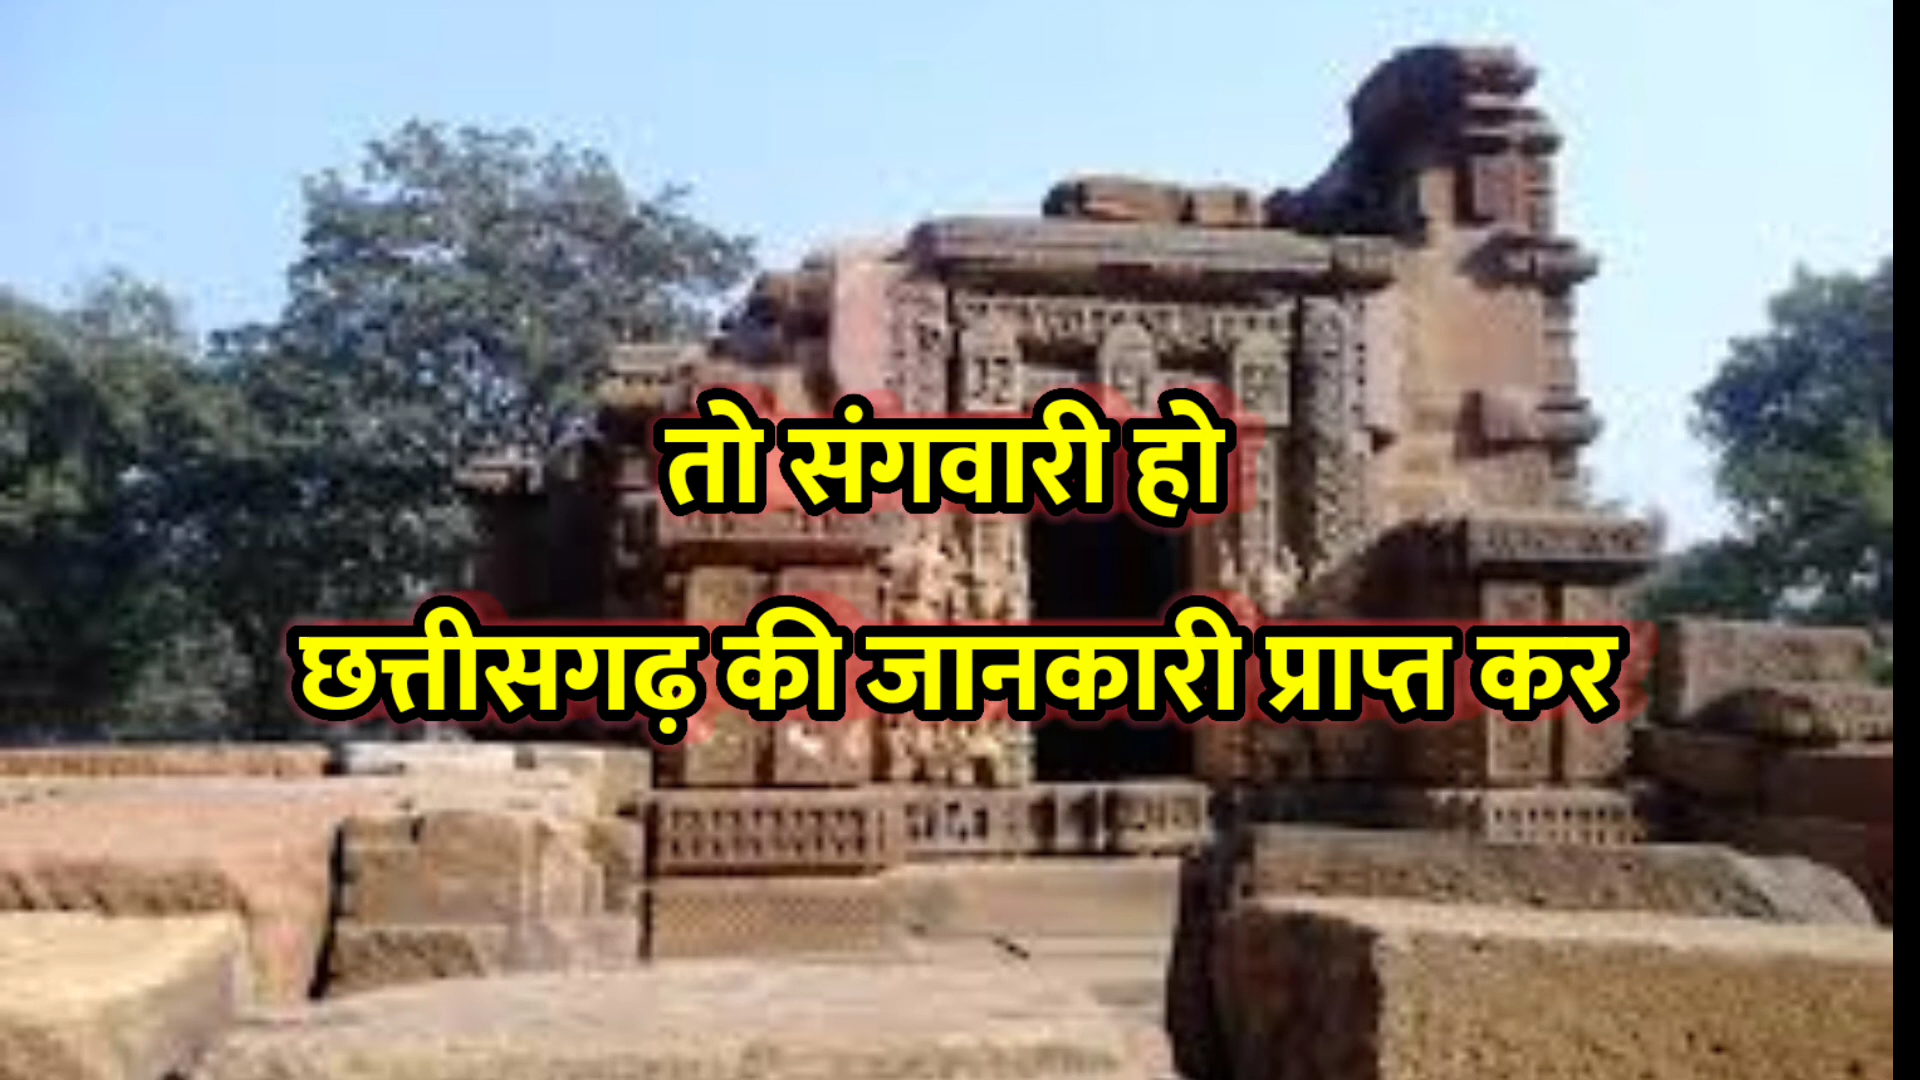 तो संगवारी हो
छत्तीसगढ़ की जानकारी प्राप्त कर